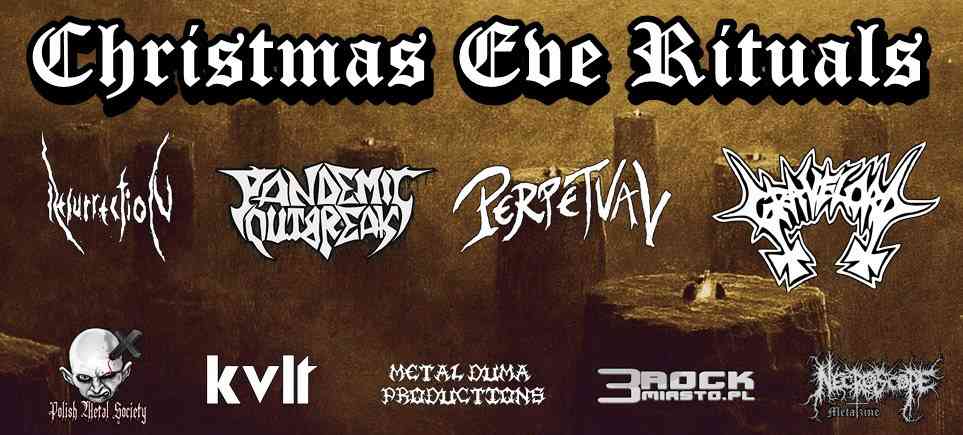 Christmas Eve Rituals
Resurrection
PANDEMIC
OUTBREAK
PERPETUAL
GRAVELORD
Polish Metal Society
kvlt
METAL DUMA
PRODUCTIONS
3ROCK
MIASTO.PL
NECROSCOPE
Metalzine